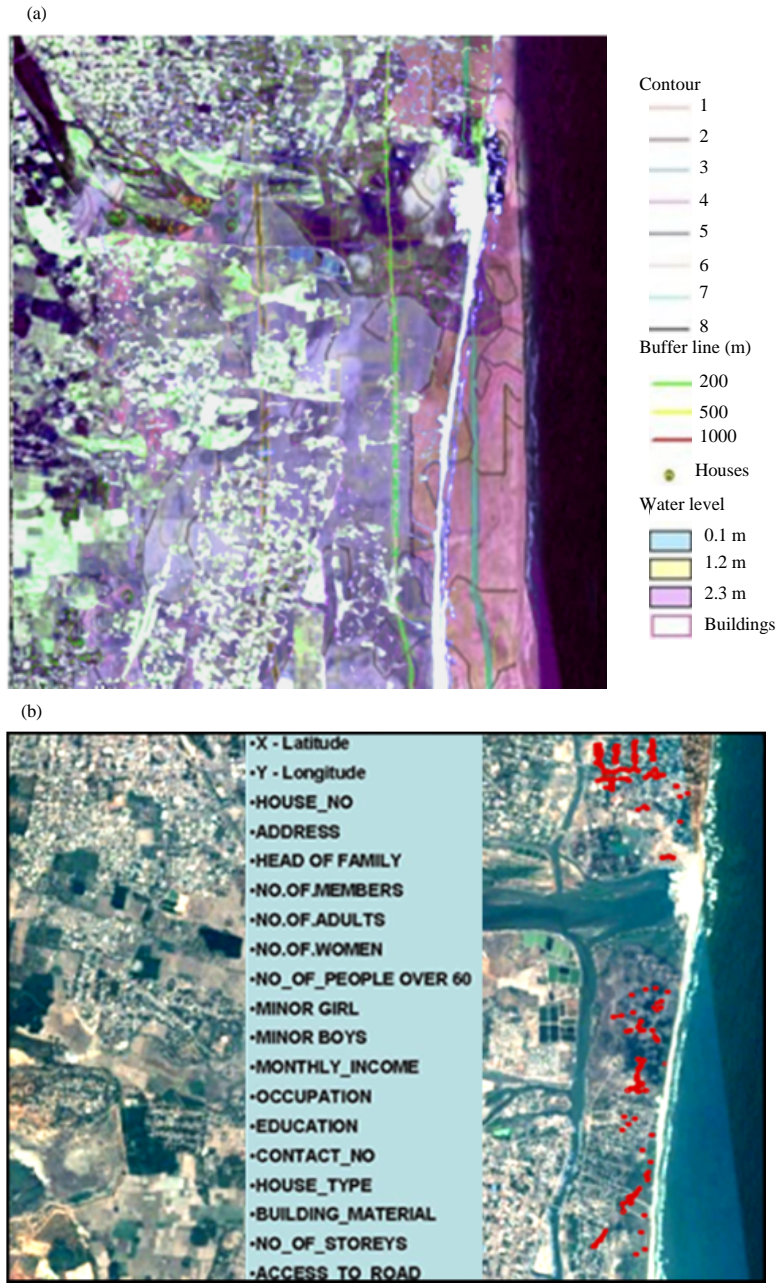 (a)
Contour
1
2
3
4
5
6
7
8
Buffer line (m)
200
500
1000
Houses
Water level
0.1 m
1.2 m
2.3 m
Buildings
(b)
•X - Latitude
•Y - Longitude
•HOUSE_NO
•ADDRESS
•HEAD OF FAMILY
•NO.OF.MEMBERS
•NO.OF.ADULTS
•NO.OF.WOMEN
•NO_OF_PEOPLE OVER 60
•MINOR GIRL
•MINOR BOYS
•MONTHLY_INCOME
•OCCUPATION
•EDUCATION
•CONTACT_NO
•HOUSE_TYPE
•BUILDING_MATERIAL
•NO_OF_STOREYS
•ACCESS_TO_ROAD